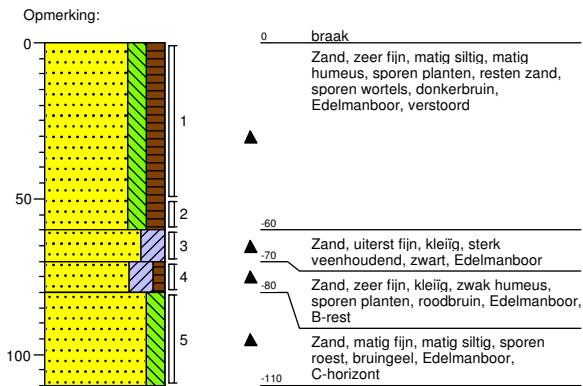 Opmerking:
0
50
100
1
2
3
4
5
0 braak
Zand, zeer fijn, matig siltig, matig
humeus, sporen planten, resten zand,
sporen wortels, donkerbruin,
Edelmanboor, verstoord
-60
Zand, uiterst fijn, kleiïg, sterk
veenhoudend, zwart, Edelmanboor
-70
Zand, zeer fijn, kleiïg, zwak humeus,
sporen planten, roodbruin, Edelmanboor,
B-rest
-80
Zand, matig fijn, matig siltig, sporen
roest, bruingeel, Edelmanboor,
C-horizont
-110